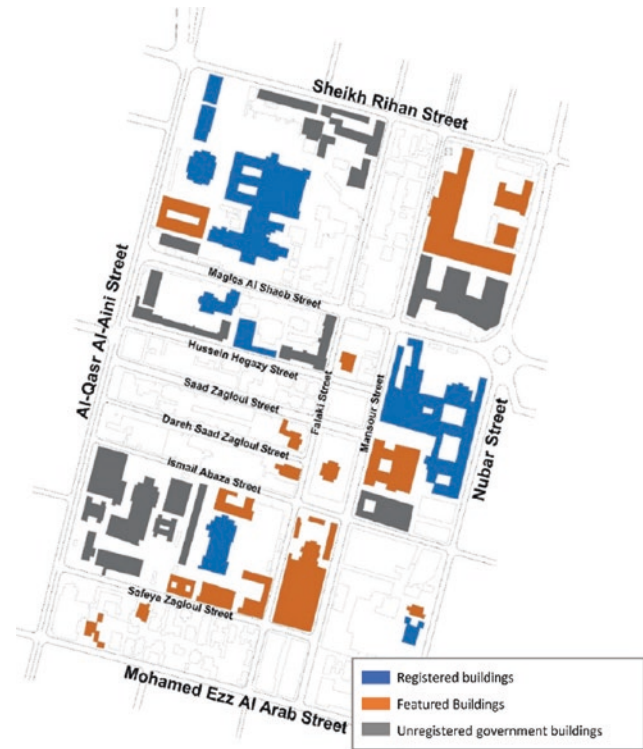 Sheikh Rihan Street
Magles Al Shaeb Street
Al-Qasr Al-Aini Street
Hussein Hegazy Street
Falaki Street
Mansour Street
Saad Zagloul Street
Nubar Street
Dareh Saad Zagloul Street
Ismail Abaza Street
Safeya Zagloul Street
Mohamed Ezz Al Arab Street
Registered buildings
Featured Buildings
Unregistered government buildings